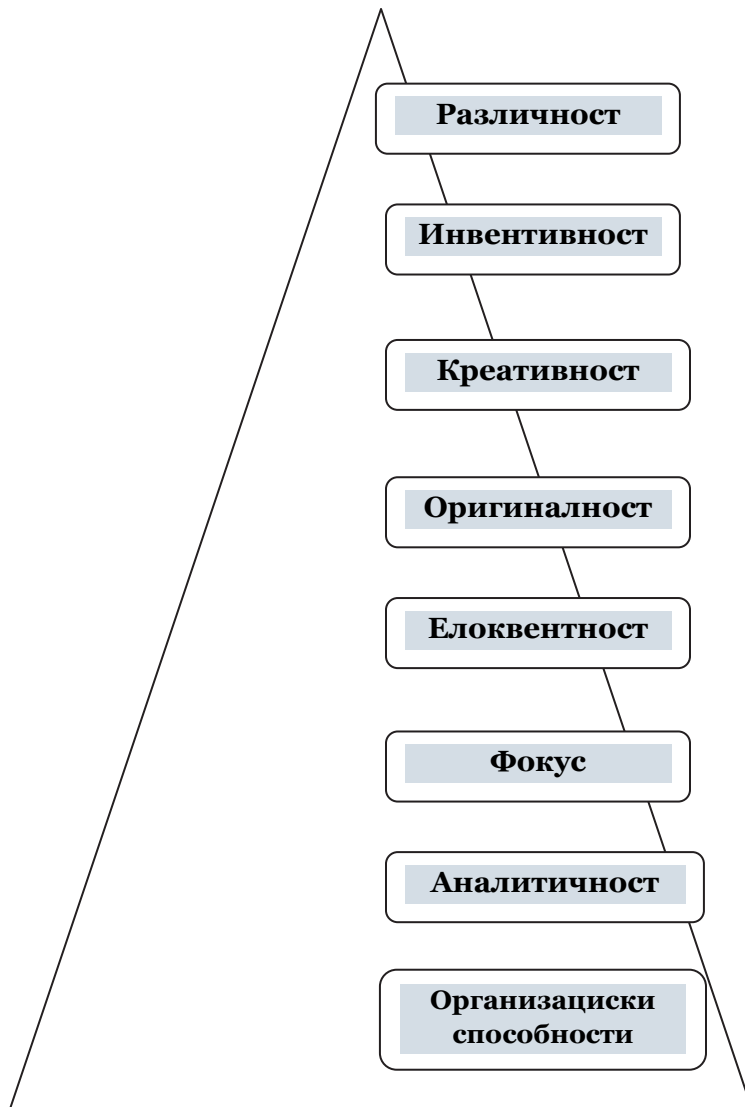 Различност
Инвентивност
Креативност
Оригиналност
Елоквентност
Фокус
Аналитичност
Организациски
способности